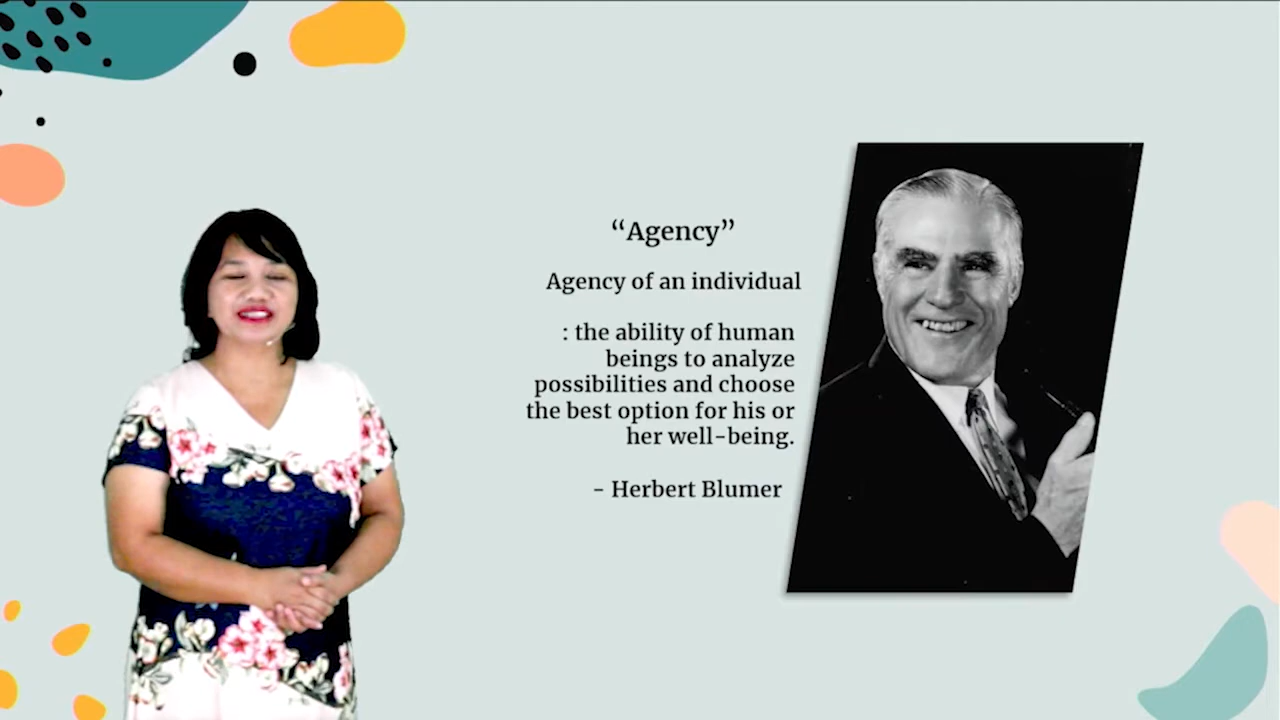 “Agency”
Agency of an individual
: the ability of human
beings to analyze
possibilities and choose
the best option for his or
her well-being.
- Herbert Blumer